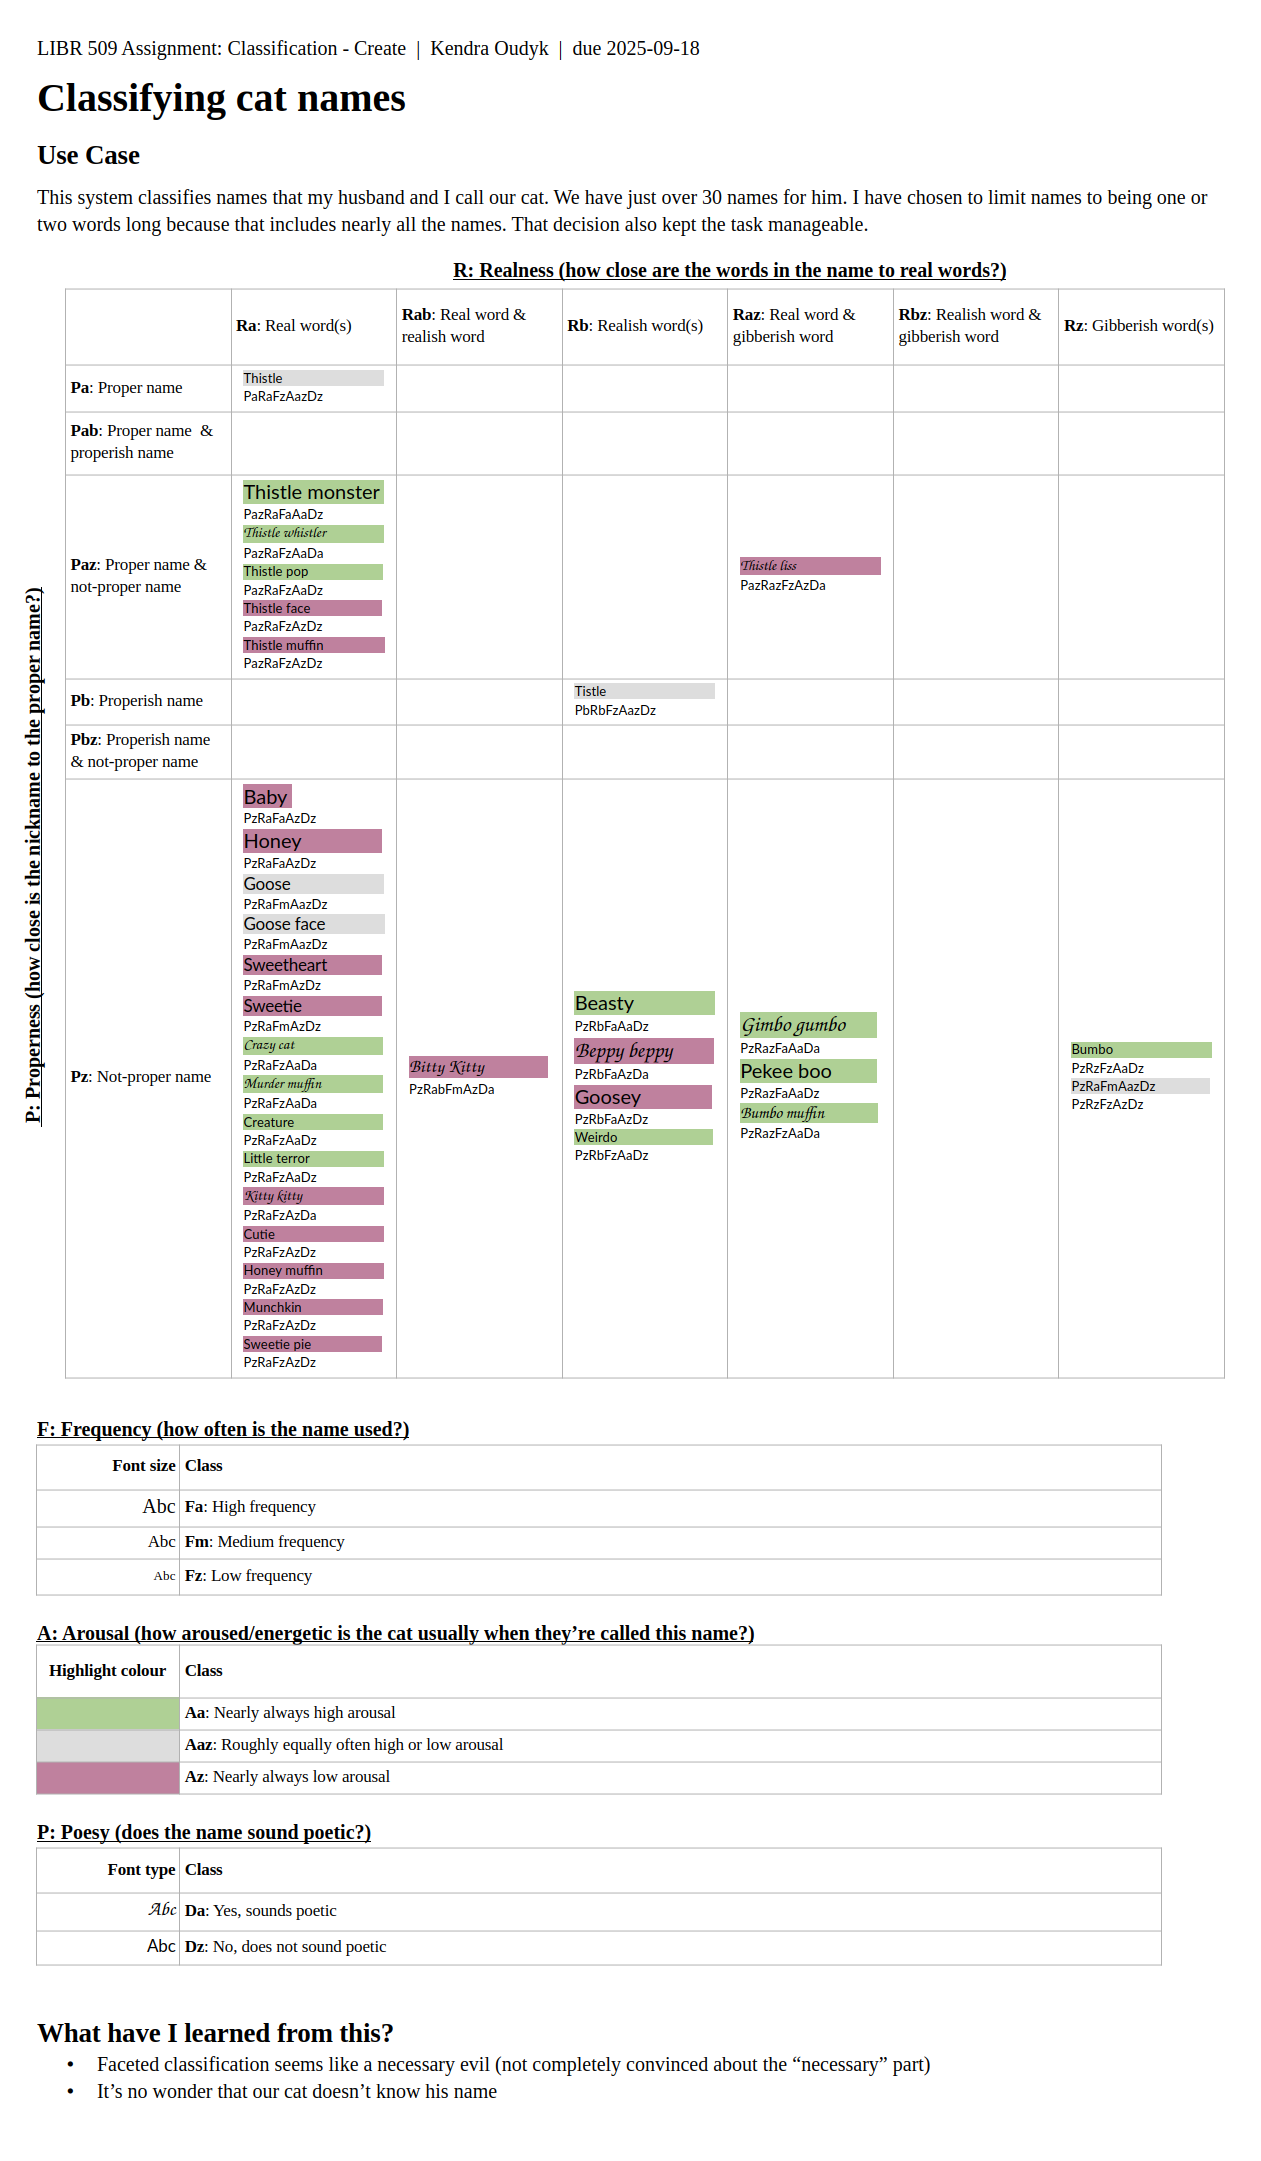 LIBR 509 Assignment: Classification - Create | Kendra Oudyk | due 2025-09-18
Classifying cat names
Use Case
This system classifies names that my husband and I call our cat. We have just over 30 names for him. I have chosen to limit names to being one or
two words long because that includes nearly all the names. That decision also kept the task manageable.
R: Realness (how close are the words in the name to real words?)
P: Properness (how close is the nickname to the proper name?)
Ra: Real word(s)
Rab: Real word &
realish word
Rb: Realish word(s)
Raz: Real word &
gibberish word
Rbz: Realish word &
gibberish word
Rz: Gibberish word(s)
Pa: Proper name
Thistle
PaRaFzAazDz
Pab: Proper name &
properish name
Paz: Proper name &
not-proper name
Thistle monster
PazRaFaAaDz
Thistle whistler
PazRaFzAaDa
Thistle pop
PazRaFzAaDz
Thistle face
PazRaFzAzDz
Thistle muffin
PazRaFzAzDz
Thistle liss
PazRazFzAzDa
Pb: Properish name
Tistle
PbRbFzAazDz
Pbz: Properish name
& not-proper name
Pz: Not-proper name
Baby
PzRaFaAzDz
Honey
PzRaFaAzDz
Goose
PzRaFmAazDz
Goose face
PzRaFmAazDz
Sweetheart
PzRaFmAzDz
Sweetie
PzRaFmAzDz
Crazy cat
PzRaFzAaDa
Murder muffin
PzRaFzAaDa
Creature
PzRaFzAaDz
Little terror
PzRaFzAaDz
Kitty kitty
PzRaFzAzDa
Cutie
PzRaFzAzDz
Honey muffin
PzRaFzAzDz
Munchkin
PzRaFzAzDz
Sweetie pie
PzRaFzAzDz
Bitty Kitty
PzRabFmAzDa
Beasty
PzRbFaAaDz
Beppy beppy
PzRbFaAzDa
Goosey
PzRbFaAzDz
Weirdo
PzRbFzAaDz
Gimbo gumbo
PzRazFaAaDa
Pekee boo
PzRazFaAaDz
Bumbo muffin
PzRazFzAaDa
Bumbo
PzRzFzAaDz
PzRaFmAazDz
PzRzFzAzDz
F: Frequency (how often is the name used?)
Font size Class
Abc Fa: High frequency
Abc Fm: Medium frequency
Abc Fz: Low frequency
A: Arousal (how aroused/energetic is the cat usually when they’re called this name?)
Highlight colour Class
Aa: Nearly always high arousal
Aaz: Roughly equally often high or low arousal
Az: Nearly always low arousal
P: Poesy (does the name sound poetic?)
Font type Class
Abc Da: Yes, sounds poetic
Abc Dz: No, does not sound poetic
What have I learned from this?
• Faceted classification seems like a necessary evil (not completely convinced about the “necessary” part)
• It’s no wonder that our cat doesn’t know his name